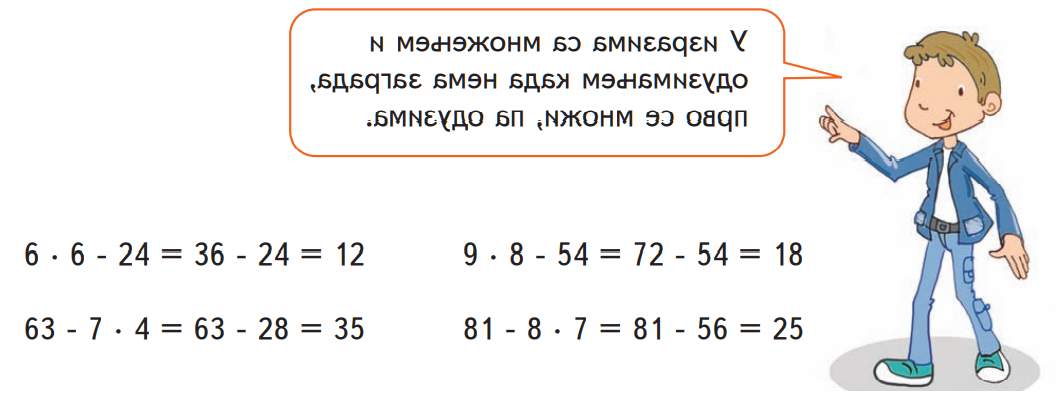 У изразима са множењем и
одузимањем када нема заграда,
прво се множи, па одузима.
6 · 6 - 24 = 36 - 24 = 12
9 · 8 - 54 = 72 - 54 = 18
63 - 7 · 4 = 63 - 28 = 35
81 - 8 · 7 = 81 - 56 = 25